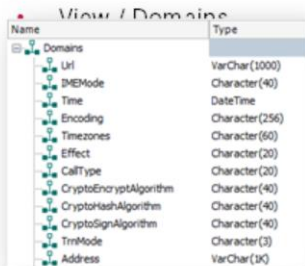 • View / Domains
Name Type
Domains
Url VarChar(1000)
IMEMode Character(40)
Time DateTime
Encoding Character(256)
Timezones Character(60)
Effect Character(20)
CallType Character(20)
CryptoEncryptAlgorithm Character(40)
CryptoHashAlgorithm Character(40)
CryptoSignAlgorithm Character(40)
TrnMode Character(3)
Address VarChar(1K)